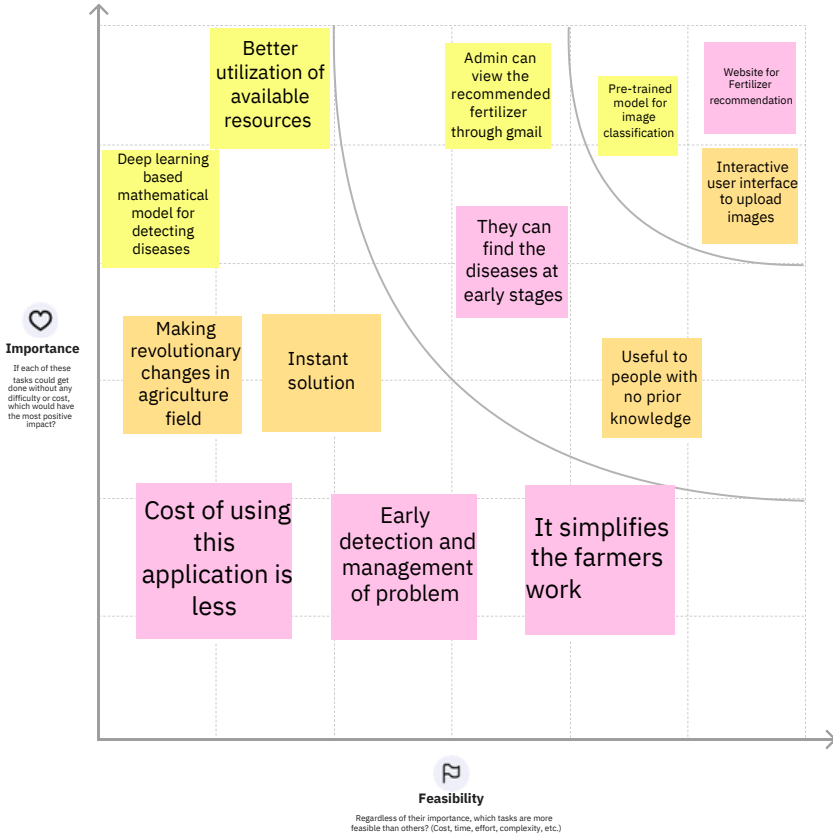 Better
utilization of
available
resources
Admin can
view the
recommended
fertilizer
through gmail
Pre-trained
model for
image
classification
Website for
Fertilizer
recommendation
Deep learning
based
mathematical
model for
detecting
diseases
Interactive
user interface
to upload
images
They can
find the
diseases at
early stages
Importance
If each of these
tasks could get
done without any
difficulty or cost,
which would have
the most positive
impact?
Making
revolutionary
changes in
agriculture
field
Instant
solution
Useful to
people with
no prior
knowledge
Cost of using
this
application is
less
Early
detection and
management
of problem
It simplifies
the farmers
work
Feasibility
Regardless of their importance, which tasks are more
feasible than others? (Cost, time, effort, complexity, etc.)